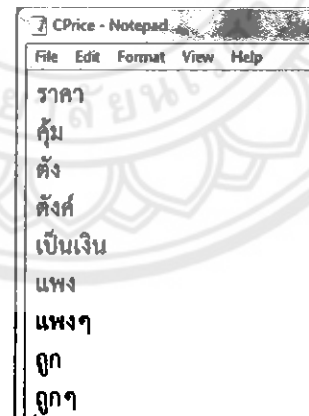 CPrice - Notepad
File Edit Format View Help
ราคา
คุ้ม
ตัง
ตังค์
เป็นเงิน
แพง
แพงๆ
ถูก
ถูกๆ